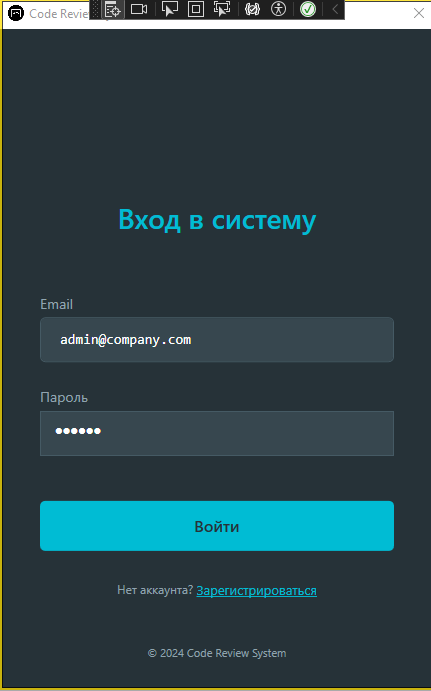 Code Revie
Вход в систему
Email
admin@company.com
Пароль
••••••
Войти
Нет аккаунта? Зарегистрироваться
© 2024 Code Review System